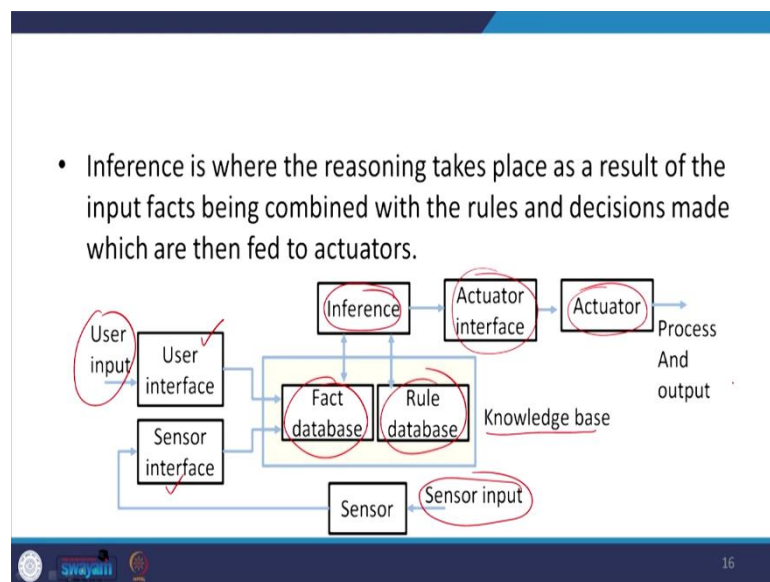 • Inference is where the reasoning takes place as a result of the
input facts being combined with the rules and decisions made
which are then fed to actuators.
Inference
Actuator
interface
Actuator
Process
And
output
User
input
User
interface
Fact
database
Rule
database
Knowledge base
Sensor
interface
Sensor
Sensor input
swayam
16